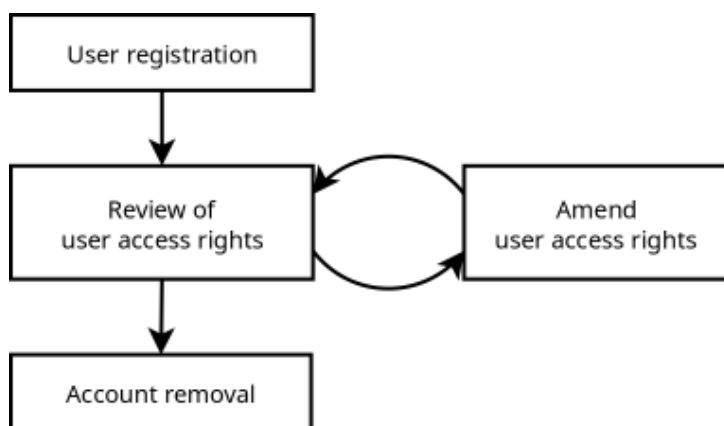 User registration
Review of
user access rights
Amend
user access rights
Account removal